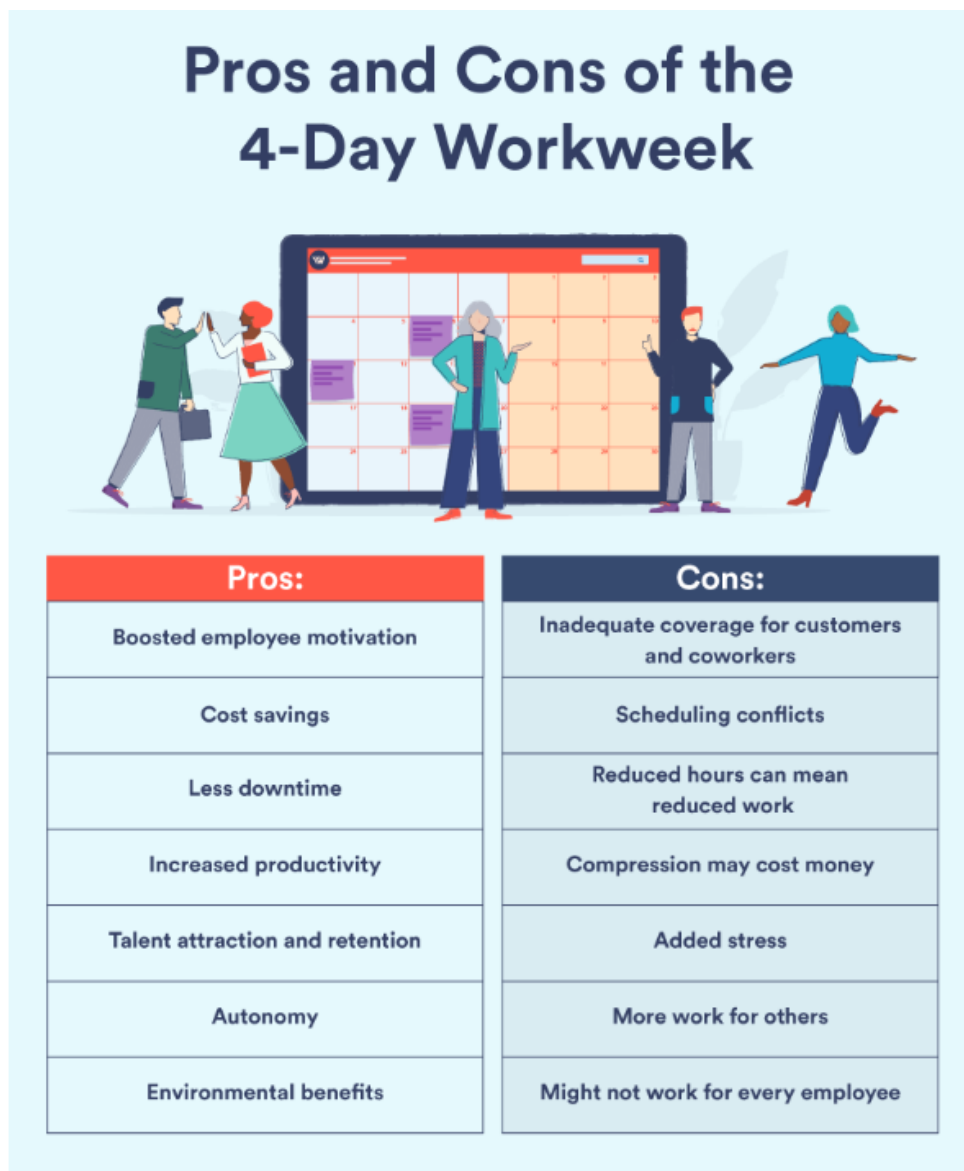 Pros and Cons of the
4-Day Workweek
Pros:
Boosted employee motivation
Cost savings
Less downtime
Increased productivity
Talent attraction and retention
Autonomy
Environmental benefits
Cons:
Inadequate coverage for customers
and coworkers
Scheduling conflicts
Reduced hours can mean
reduced work
Compression may cost money
Added stress
More work for others
Might not work for every employee